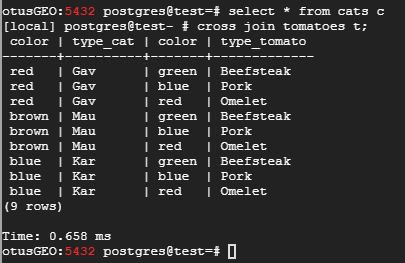 otusGEO:5432 postgres@test=# select * from cats c
[local] postgres@test- # cross join tomatoes t;
 color | type_cat | color | type_tomato
-------+----------+-------+-------------
 red   | Gav      | green | Beefsteak
 red   | Gav      | blue  | Pork
 red   | Gav      | red   | Omelet
 brown | Mau      | green | Beefsteak
 brown | Mau      | blue  | Pork
 brown | Mau      | red   | Omelet
 blue  | Kar      | green | Beefsteak
 blue  | Kar      | blue  | Pork
 blue  | Kar      | red   | Omelet
(9 rows)

Time: 0.658 ms
otusGEO:5432 postgres@test=#